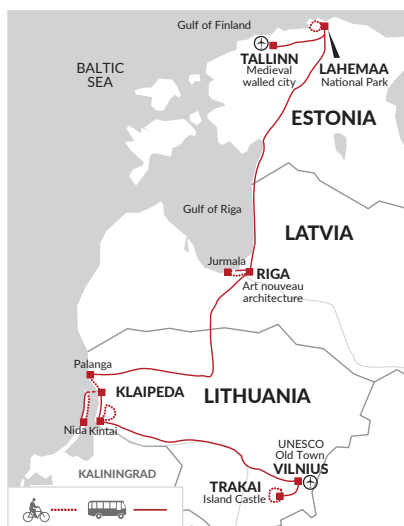 Gulf of Finland
TALLINN
Medieval
walled city
BALTIC
SEA
LAHEMAA
National Park
ESTONIA
Gulf of Riga
LATVIA
Jurmala
RIGA
Art nouveau
architecture
Palanga
KLAIPEDA
LITHUANIA
Nida
Kintai
UNESCO
Old Town
VILNIUS
KALININGRAD
TRAKAI
Island Castle